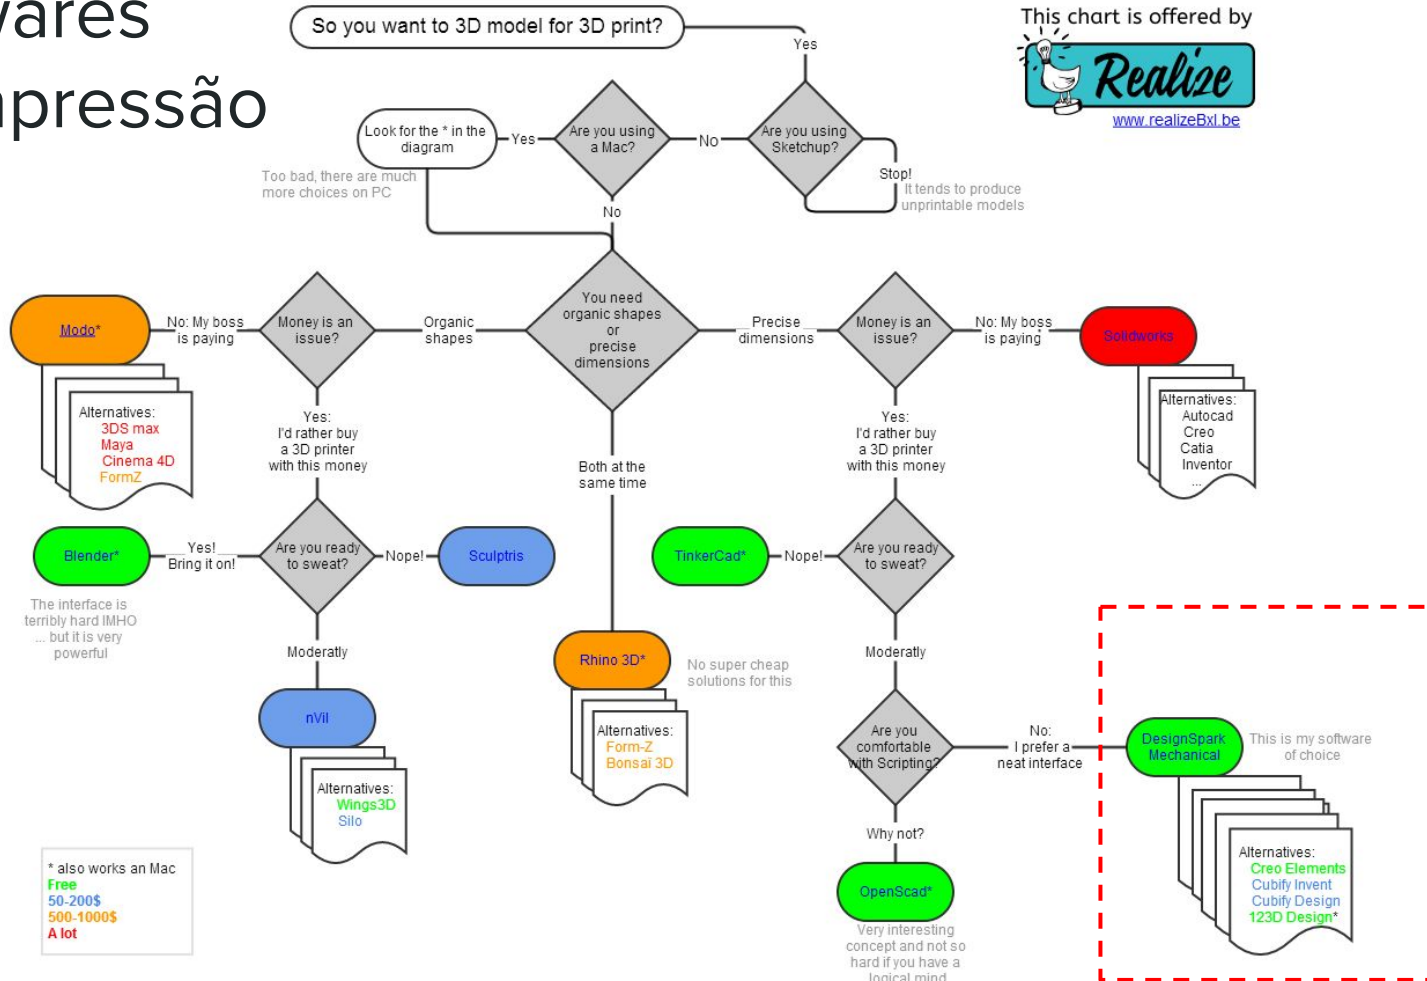 wares
mpressão
So you want to 3D model for 3D print?
This chart is offered by
Realize
www.realizeBxl.be
Yes
Look for the * in the
diagram
Yes
Are you using
a Mac?
No
Are you using
Sketchup?
Stop!
It tends to produce
unprintable models
Too bad, there are much
more choices on PC
No
You need
organic shapes
or
precise
dimensions
Modo*
No: My boss
is paying
Money is an
issue?
Organic
shapes
Precise
dimensions
Money is an
issue?
No: My boss
is paying
Solidworks
Alternatives:
3DS max
Maya
Cinema 4D
FormZ
Yes:
I'd rather buy
a 3D printer
with this money
Both at the
same time
Yes:
I'd rather buy
a 3D printer
with this money
Alternatives:
Autocad
Creo
Catia
Inventor
...
Blender*
Yes!
Bring it on!
Are you ready
to sweat?
Nope!
Sculptris
TinkerCad*
Nope!
Are you ready
to sweat?
The interface is
terribly hard IMHO
... but it is very
powerful
Moderatly
Rhino 3D*
No super cheap
solutions for this
Moderatly
nVil
Alternatives:
Form-Z
Bonsai 3D
Are you
comfortable
with Scripting?
No:
I prefer a
neat interface
DesignSpark
Mechanical
This is my software
of choice
Alternatives:
Wings3D
Silo
Why not?
OpenScad*
Very interesting
concept and not so
hard if you have a
logical mind
Alternatives:
Creo Elements
Cubify Invent
Cubify Design
123D Design*
* also works an Mac
Free
50-200$
500-1000$
A lot